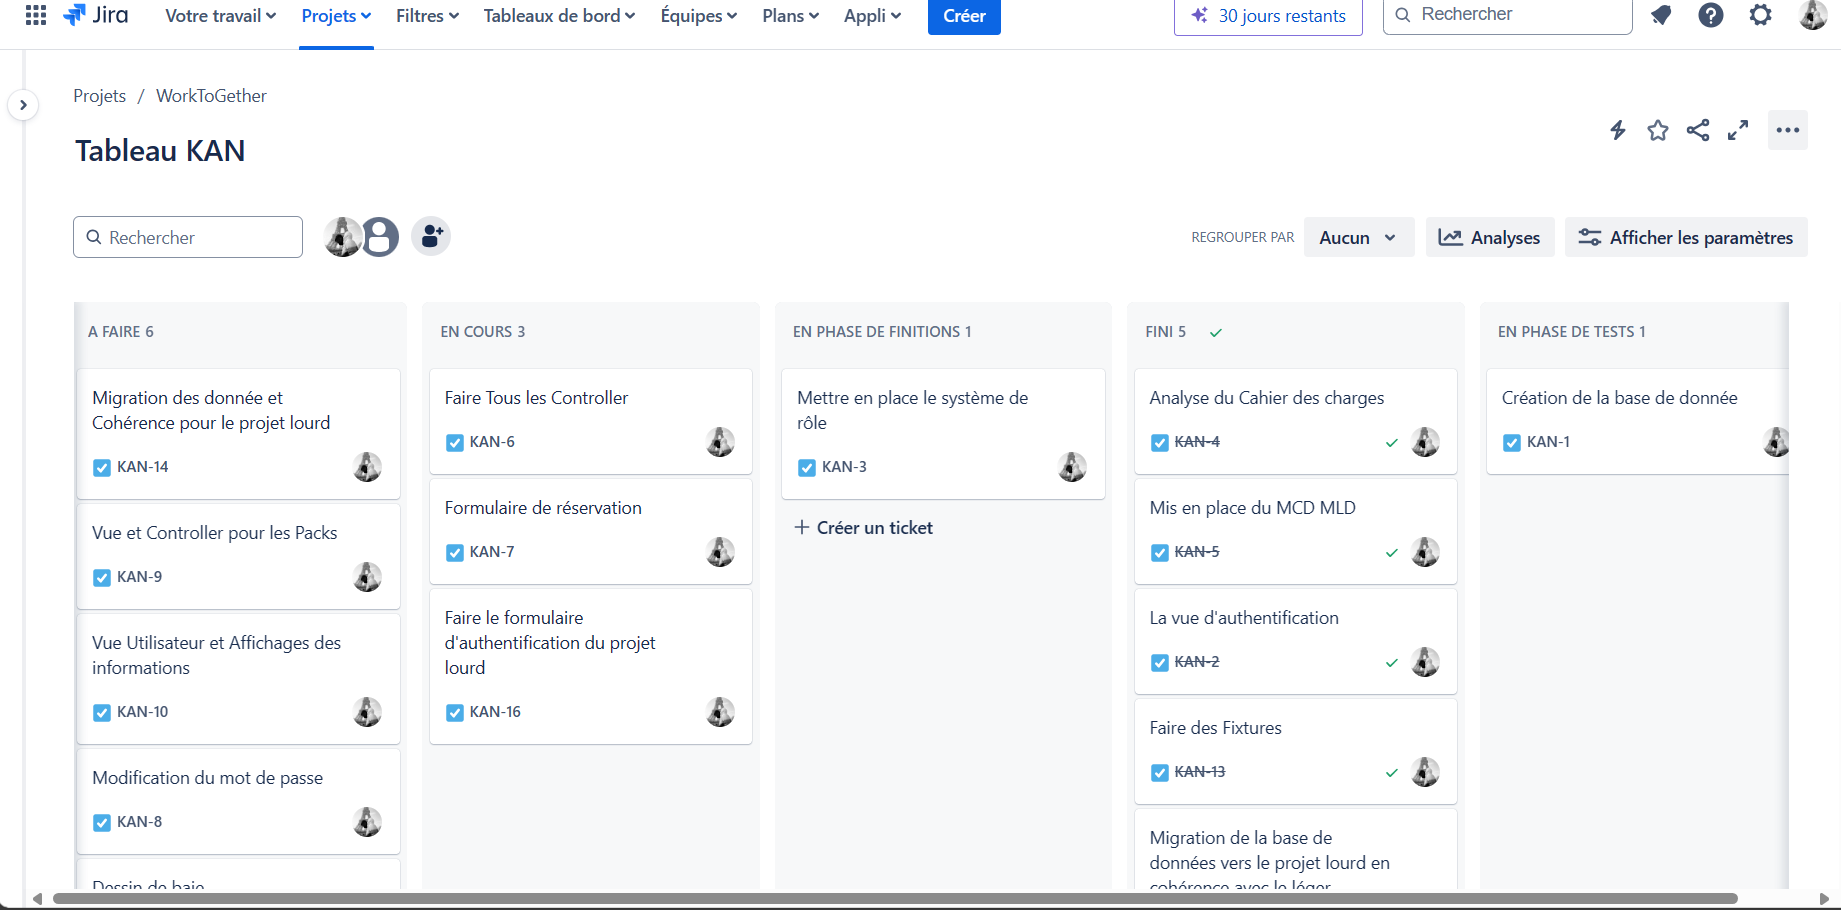 Jira
Votre travail
Projets
Filtres
Tableaux de bord
Équipes
Plans
Appli
Créer
30 jours restants
Rechercher
Projets / WorkToGether
Tableau KAN
Rechercher
REGROUPER PAR
Aucun
Analyses
Afficher les paramètres
A FAIRE 6
Migration des donnée et
Cohérence pour le projet lourd
KAN-14
Vue et Controller pour les Packs
KAN-9
Vue Utilisateur et Affichages des
informations
KAN-10
Modification du mot de passe
KAN-8
Dessin de baie
EN COURS 3
Faire Tous les Controller
KAN-6
Formulaire de réservation
KAN-7
Faire le formulaire
d'authentification du projet
lourd
KAN-16
EN PHASE DE FINITIONS 1
Mettre en place le système de
rôle
KAN-3
+ Créer un ticket
FINI 5
Analyse du Cahier des charges
KAN-4
Mis en place du MCD MLD
KAN-5
La vue d'authentification
KAN-2
Faire des Fixtures
KAN-13
Migration de la base de
données vers le projet lourd en
cohérence avec le léger
EN PHASE DE TESTS 1
Création de la base de donnée
KAN-1